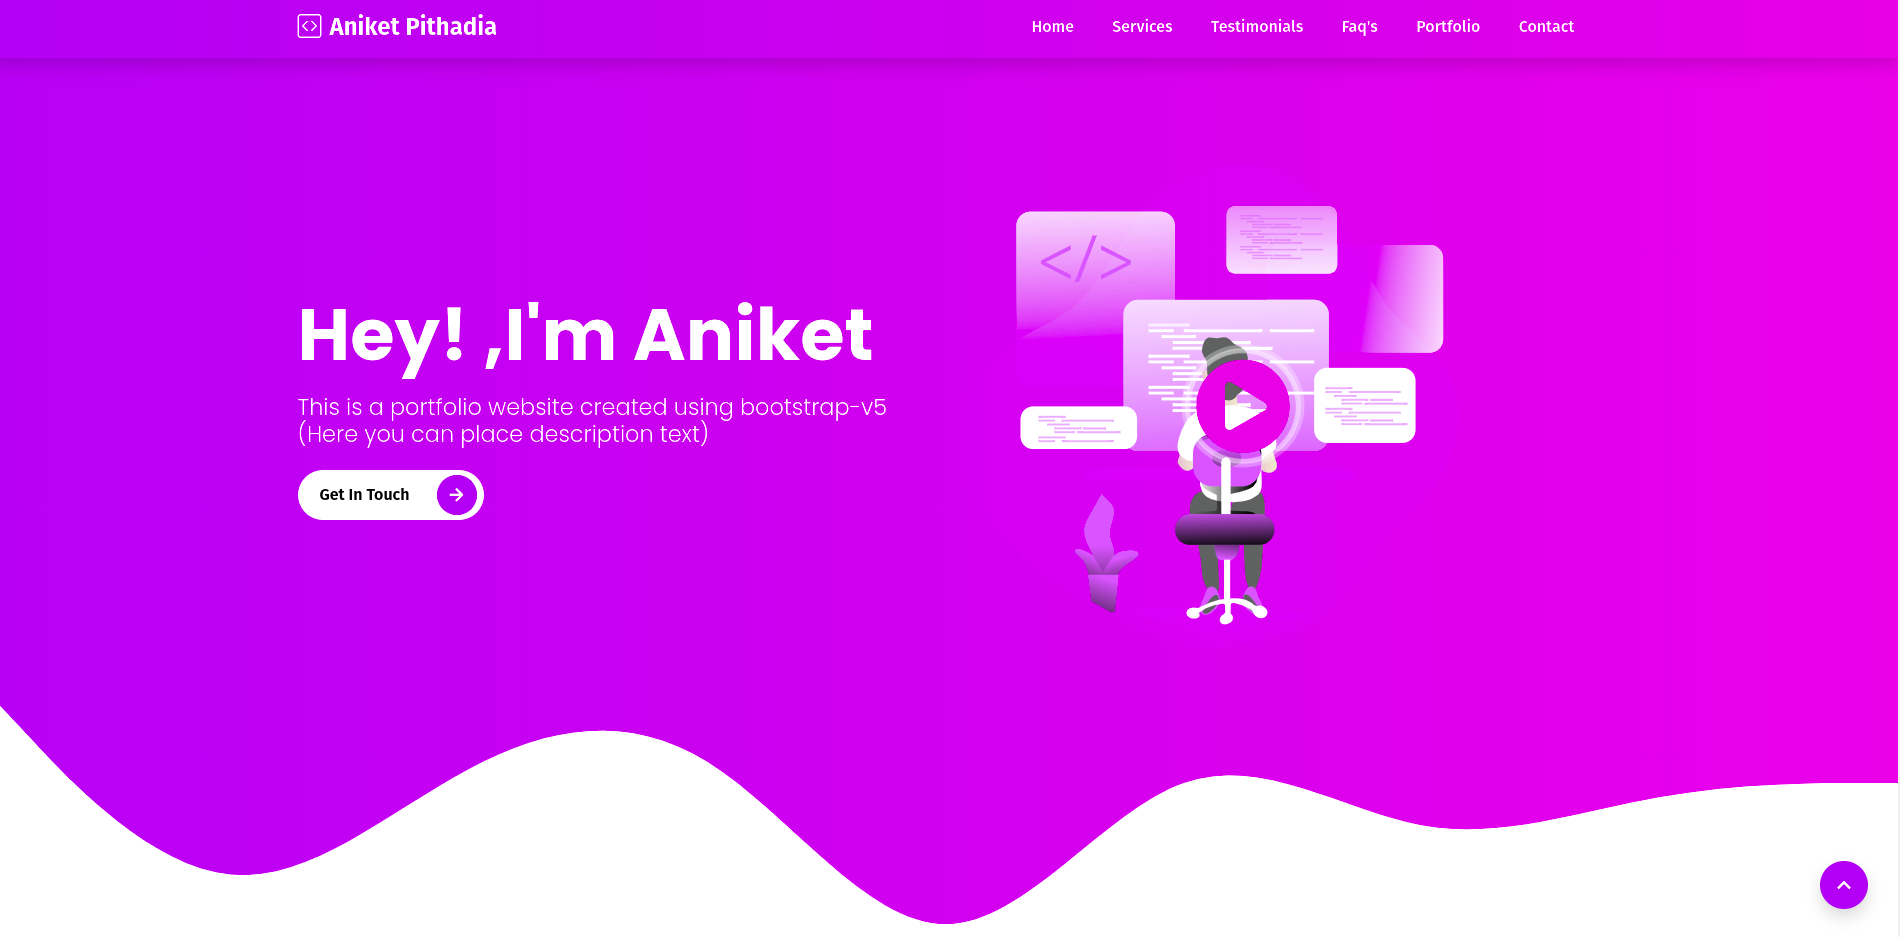 Aniket Pithadia
Home Services Testimonials Faq's Portfolio Contact
</>
Hey! ,I'm Aniket
This is a portfolio website created using bootstrap-v5
(Here you can place description text)
Get In Touch